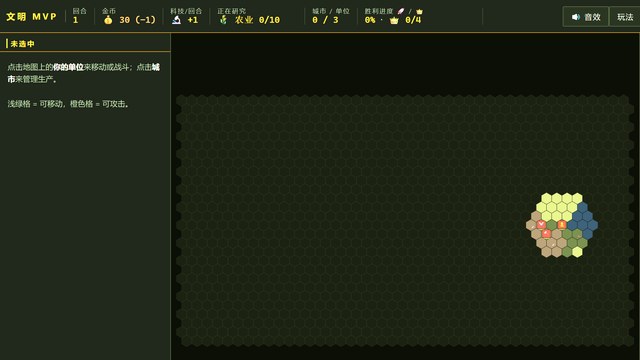 文明 MVP
回合
1
金币
30 (−1)
科技/回合
+1
正在研究
农业 0/10
城市 / 单位
0 / 3
胜利进度 🚀 / 👑
0% · 👑 0/4
🔊 音效
玩法
未选中
点击地图上的你的单位来移动或战斗；点击城
市来管理生产。
浅绿格 = 可移动，橙色格 = 可攻击。